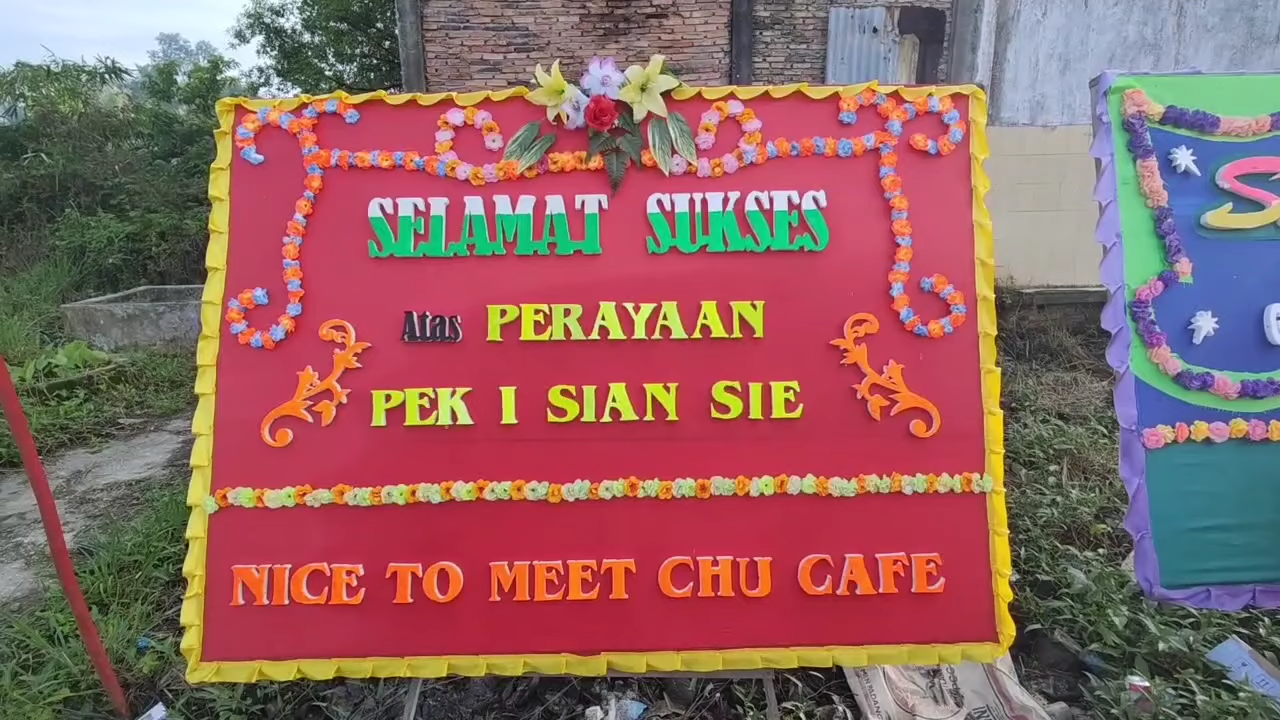 SELAMAT SUKSES
Atas PERAYAAN
PEK I SIAN SIE
NICE TO MEET CHU CAFE